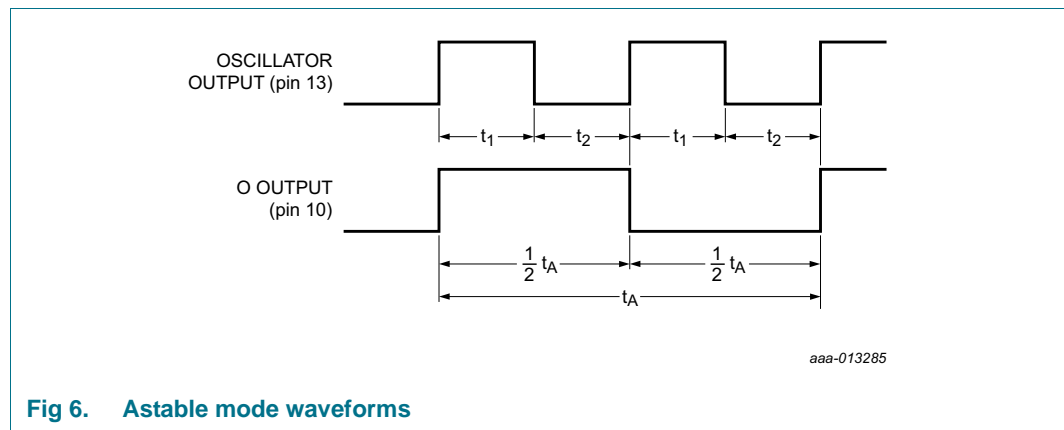 OSCILLATOR
OUTPUT (pin 13)
t1 t2 t1 t2
O OUTPUT
(pin 10)
1/2 tA 1/2 tA
tA
aaa-013285
Fig 6. Astable mode waveforms